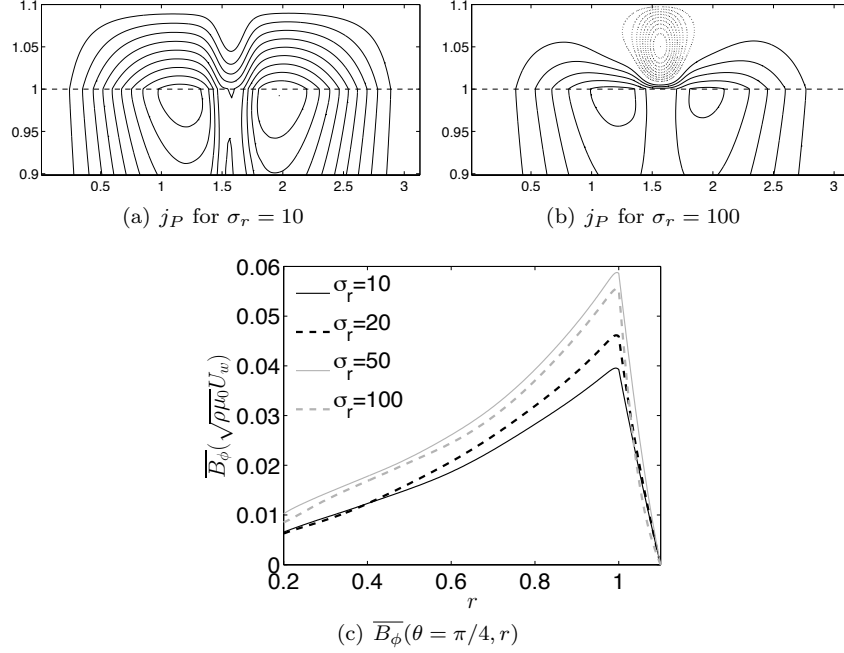 1.1 1.1
1.05 1.05
1 1
0.95 0.95
0.9 0.9
0.5 1 1.5 2 2.5 3 0.5 1 1.5 2 2.5 3
(a) j_P for σ_r = 10 (b) j_P for σ_r = 100
0.06
0.05
0.04
0.03
0.02
0.01
0
σ_r=10
σ_r=20
σ_r=50
σ_r=100
\overline{B_ϕ}(√ρμ_0 U_w)
0.2 0.4 0.6 0.8 1
r
(c) \overline{B_ϕ}(θ = π/4, r)